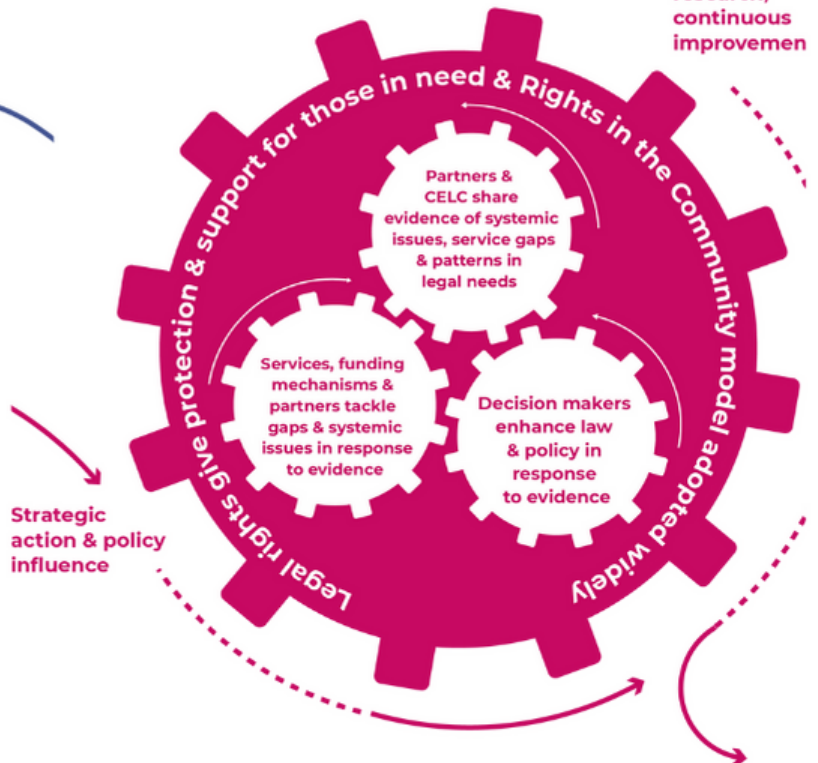 continuous
improvemen
Legal rights give protection & support for those in need & Rights in the Community model adopted widely
Partners &
CELC share
evidence of systemic
issues, service gaps
& patterns in
legal needs
Services, funding
mechanisms &
partners tackle
gaps & systemic
issues in response
to evidence
Decision makers
enhance law
& policy in
response
to evidence
Strategic
action & policy
influence